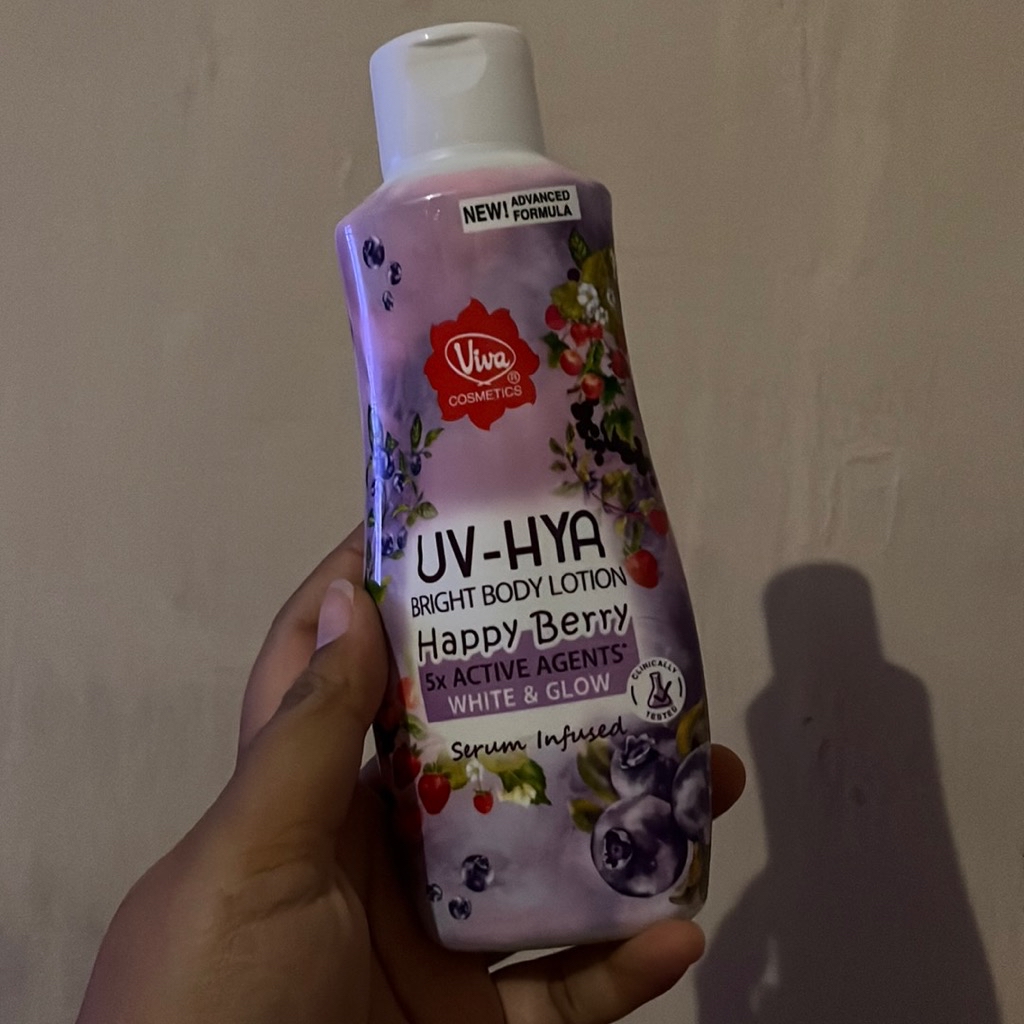 NEW! ADVANCED
FORMULA
Viva®
COSMETICS
UV-HYA
BRIGHT BODY LOTION
Happy Berry
5x ACTIVE AGENTS*
WHITE & GLOW
CLINICALLY
TESTED
Serum Infused